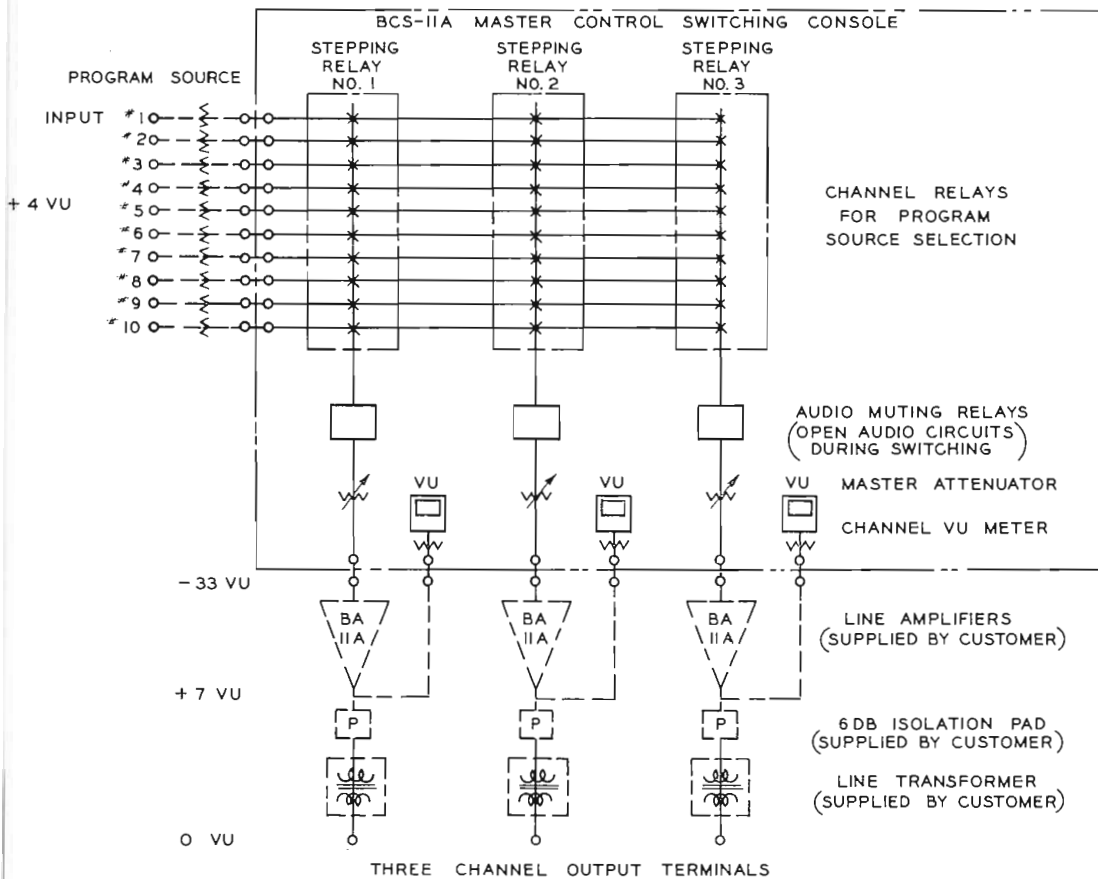 BCS-11A MASTER CONTROL SWITCHING CONSOLE
STEPPING
RELAY
NO. 1
STEPPING
RELAY
NO. 2
STEPPING
RELAY
NO. 3
PROGRAM SOURCE
INPUT #1
#2
#3
#4
#5
#6
#7
#8
#9
#10
+ 4 VU
CHANNEL RELAYS
FOR PROGRAM
SOURCE SELECTION
AUDIO MUTING RELAYS
(OPEN AUDIO CIRCUITS
DURING SWITCHING)
VU
VU
VU
MASTER ATTENUATOR
CHANNEL VU METER
- 33 VU
BA
11A
BA
11A
BA
11A
LINE AMPLIFIERS
(SUPPLIED BY CUSTOMER)
+ 7 VU
P
P
P
6 DB ISOLATION PAD
(SUPPLIED BY CUSTOMER)
LINE TRANSFORMER
(SUPPLIED BY CUSTOMER)
0 VU
THREE CHANNEL OUTPUT TERMINALS